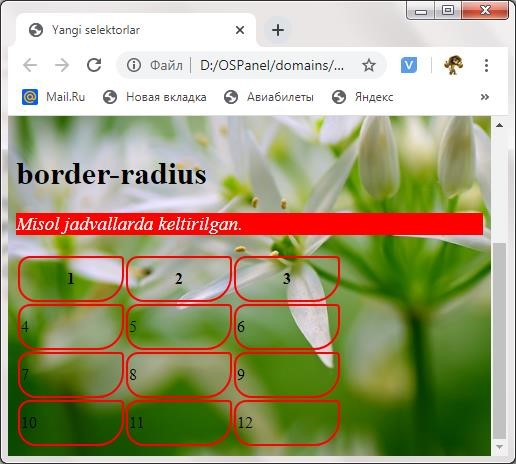 Yangi selektorlar
Файл D:/OSPanel/domains/...
Mail.Ru Новая вкладка Авиабилеты Яндекс »
border-radius
Misol jadvallarda keltirilgan.
1 2 3
4 5 6
7 8 9
10 11 12